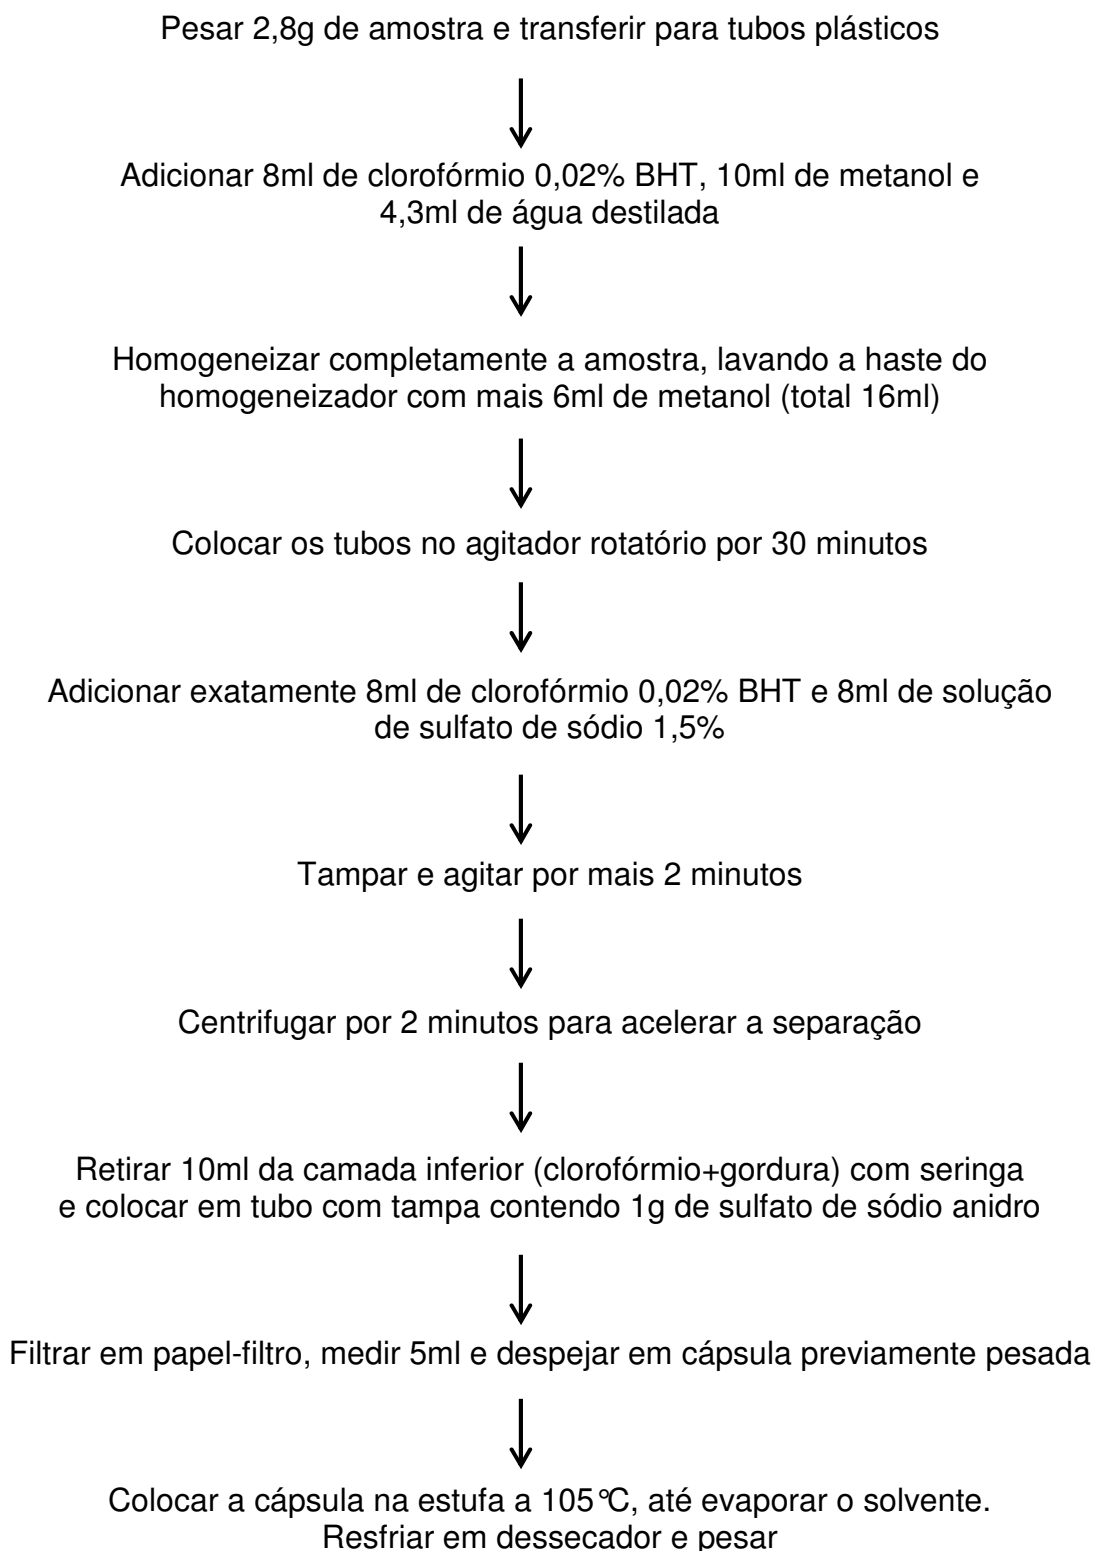 Pesar 2,8g de amostra e transferir para tubos plásticos
Adicionar 8ml de clorofórmio 0,02% BHT, 10ml de metanol e
4,3ml de água destilada
Homogeneizar completamente a amostra, lavando a haste do
homogeneizador com mais 6ml de metanol (total 16ml)
Colocar os tubos no agitador rotatório por 30 minutos
Adicionar exatamente 8ml de clorofórmio 0,02% BHT e 8ml de solução
de sulfato de sódio 1,5%
Tampar e agitar por mais 2 minutos
Centrifugar por 2 minutos para acelerar a separação
Retirar 10ml da camada inferior (clorofórmio+gordura) com seringa
e colocar em tubo com tampa contendo 1g de sulfato de sódio anidro
Filtrar em papel-filtro, medir 5ml e despejar em cápsula previamente pesada
Colocar a cápsula na estufa a 105°C, até evaporar o solvente.
Resfriar em dessecador e pesar